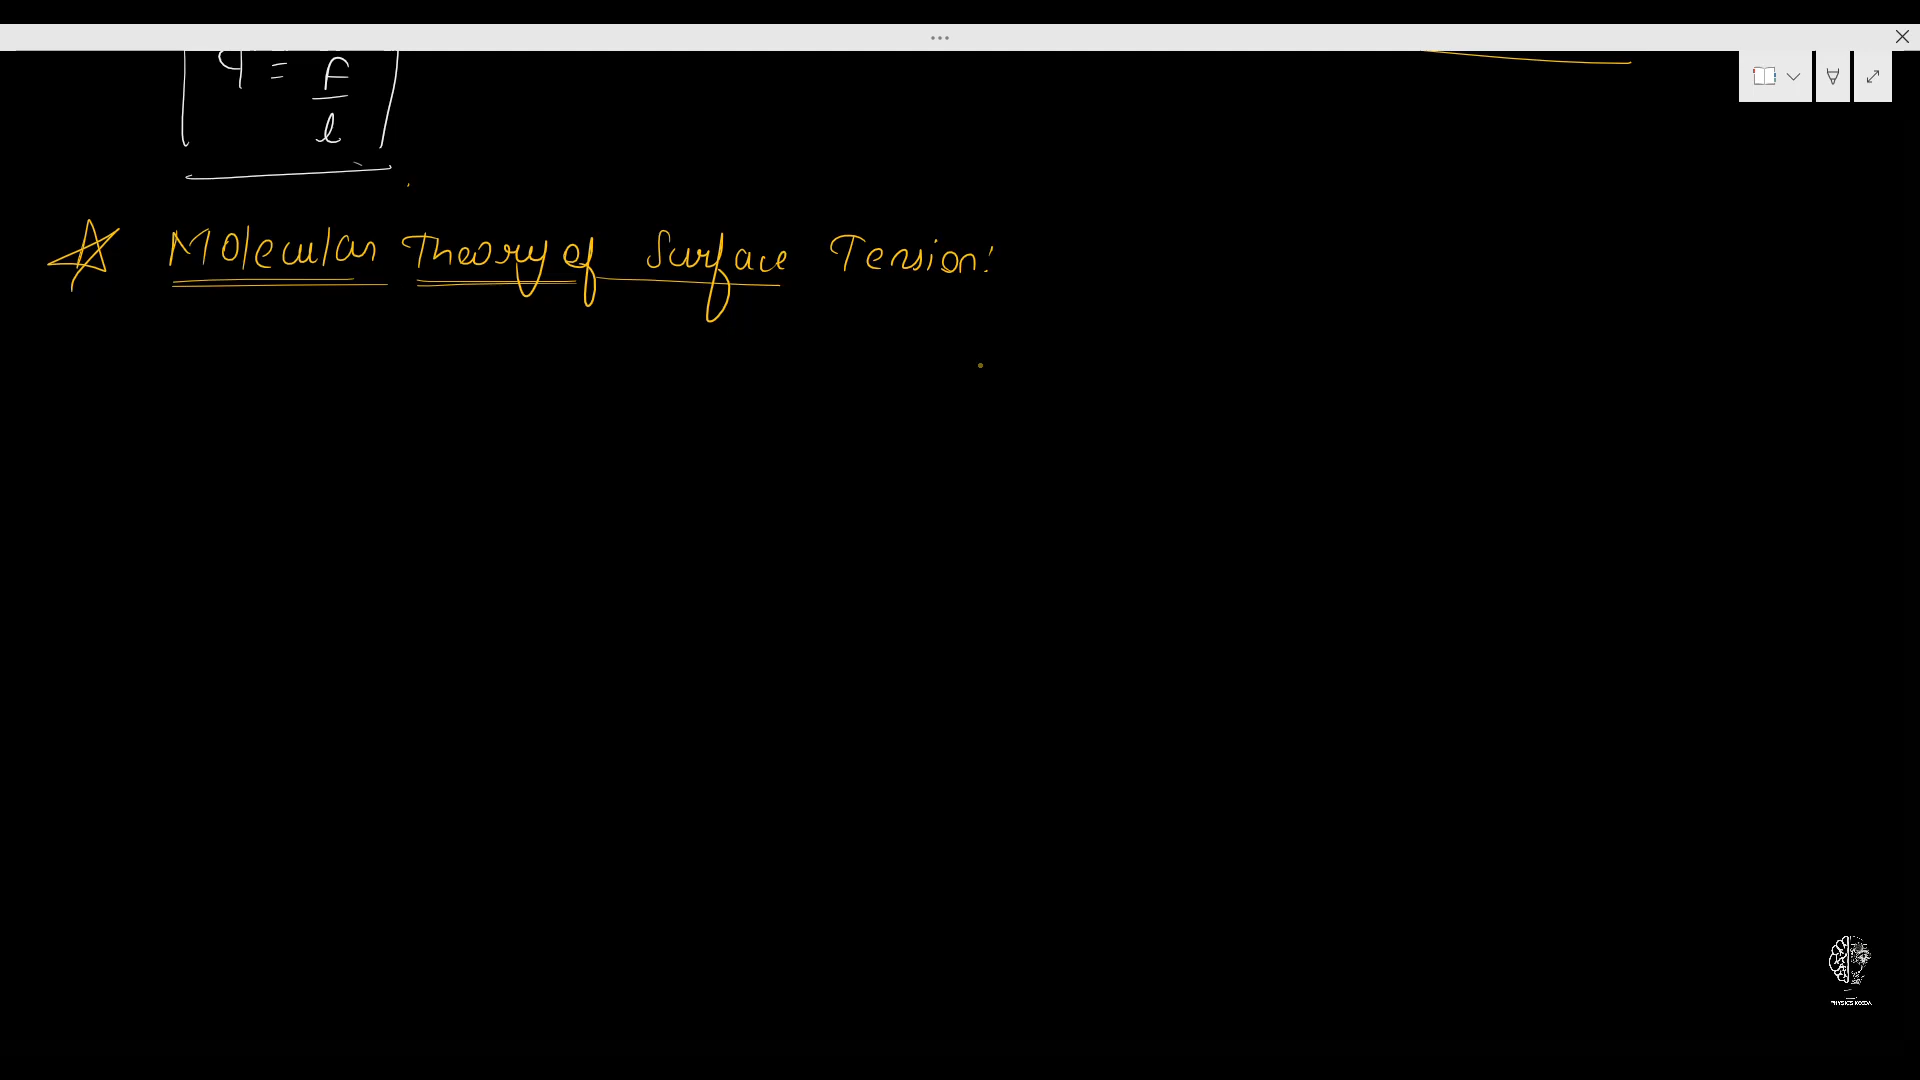 = F
l
Molecular Theory of Surface Tension: